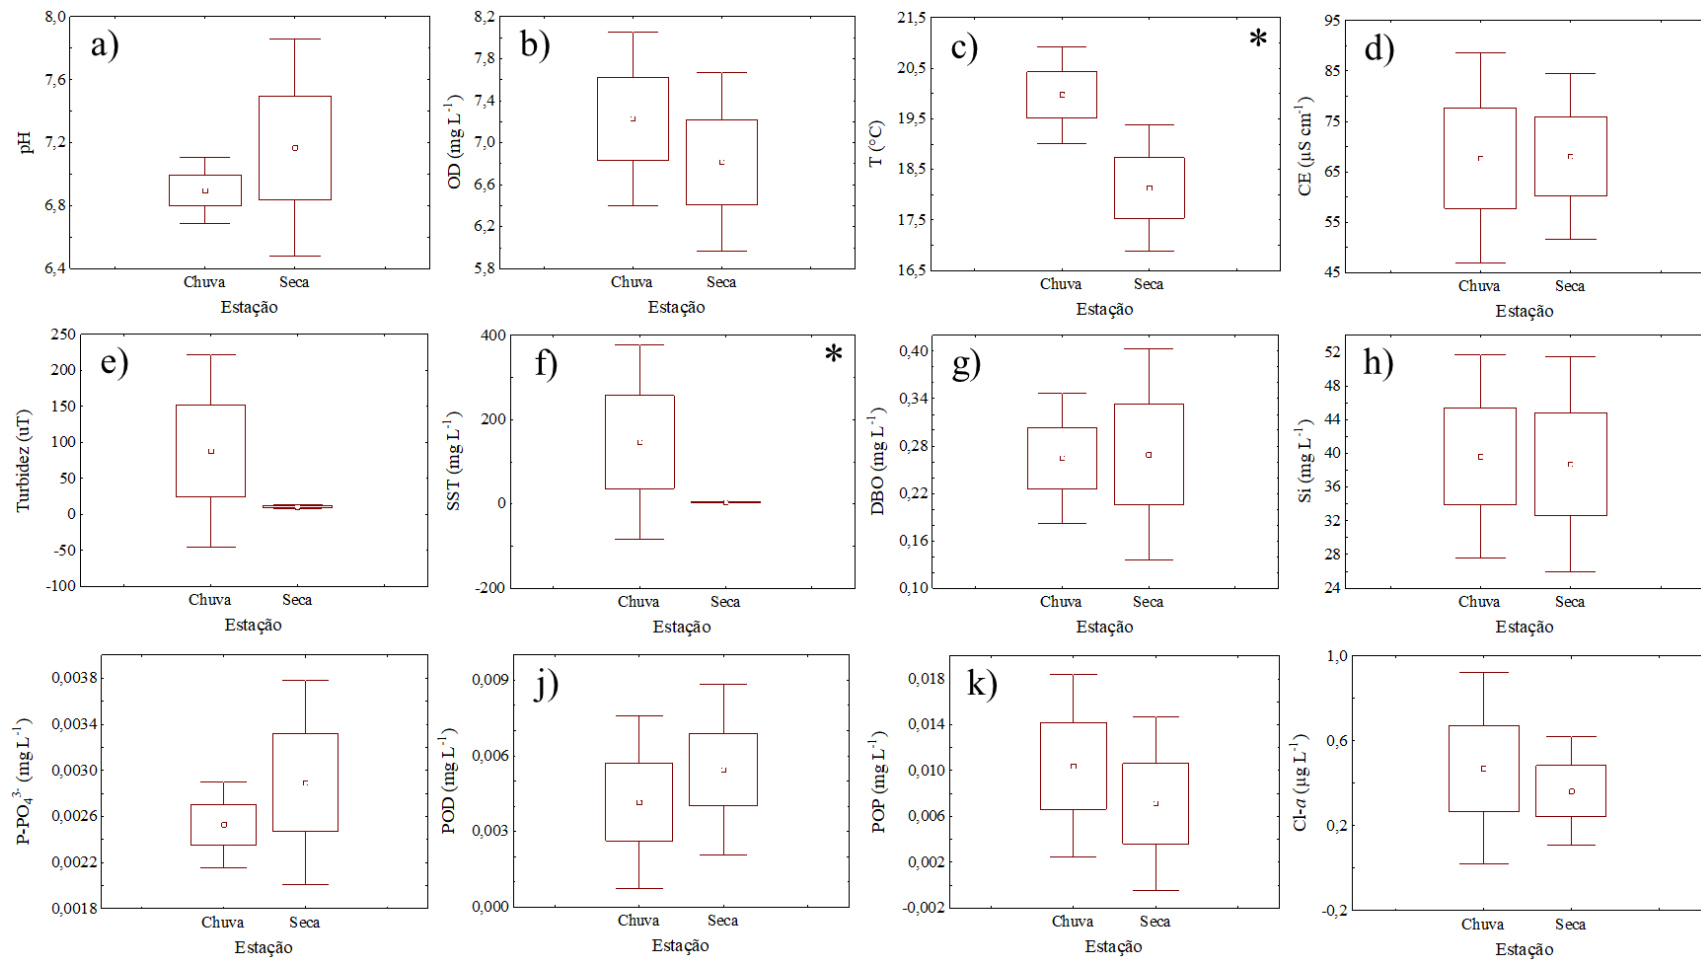 a)
pH
8,0
7,6
7,2
6,8
6,4
Chuva Seca
Estação
b)
OD (mg L⁻¹)
8,2
7,8
7,4
7,0
6,6
6,2
5,8
Chuva Seca
Estação
c)
*
T (°C)
21,5
20,5
19,5
18,5
17,5
16,5
Chuva Seca
Estação
d)
CE (µS cm⁻¹)
95
85
75
65
55
45
Chuva Seca
Estação
e)
Turbidez (uT)
250
200
150
100
50
0
-50
-100
Chuva Seca
Estação
f)
*
SST (mg L⁻¹)
400
200
0
-200
Chuva Seca
Estação
g)
DBO (mg L⁻¹)
0,40
0,34
0,28
0,22
0,16
0,10
Chuva Seca
Estação
h)
Si (mg L⁻¹)
52
48
44
40
36
32
28
24
Chuva Seca
Estação
P-PO₄³⁻ (mg L⁻¹)
0,0038
0,0034
0,0030
0,0026
0,0022
0,0018
Chuva Seca
Estação
j)
POD (mg L⁻¹)
0,009
0,006
0,003
0,000
Chuva Seca
Estação
k)
POP (mg L⁻¹)
0,018
0,014
0,010
0,006
0,002
-0,002
Chuva Seca
Estação
Cl-a (µg L⁻¹)
1,0
0,6
0,2
-0,2
Chuva Seca
Estação